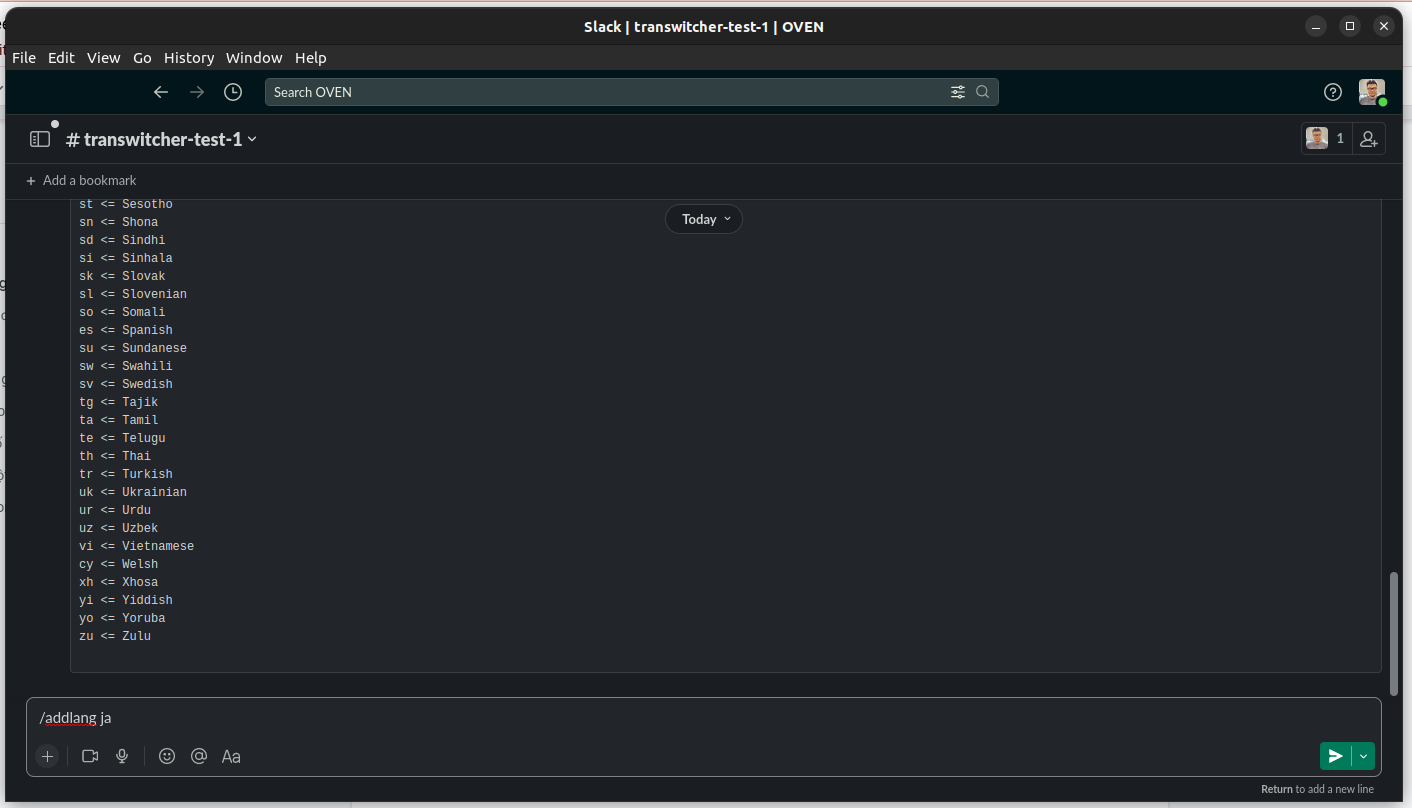 Slack | transwitcher-test-1 | OVEN
File Edit View Go History Window Help
Search OVEN
# transwitcher-test-1
1
+ Add a bookmark
Today
st <= Sesotho
sn <= Shona
sd <= Sindhi
si <= Sinhala
sk <= Slovak
sl <= Slovenian
so <= Somali
es <= Spanish
su <= Sundanese
sw <= Swahili
sv <= Swedish
tg <= Tajik
ta <= Tamil
te <= Telugu
th <= Thai
tr <= Turkish
uk <= Ukrainian
ur <= Urdu
uz <= Uzbek
vi <= Vietnamese
cy <= Welsh
xh <= Xhosa
yi <= Yiddish
yo <= Yoruba
zu <= Zulu
/addlang ja
Aa
Return to add a new line